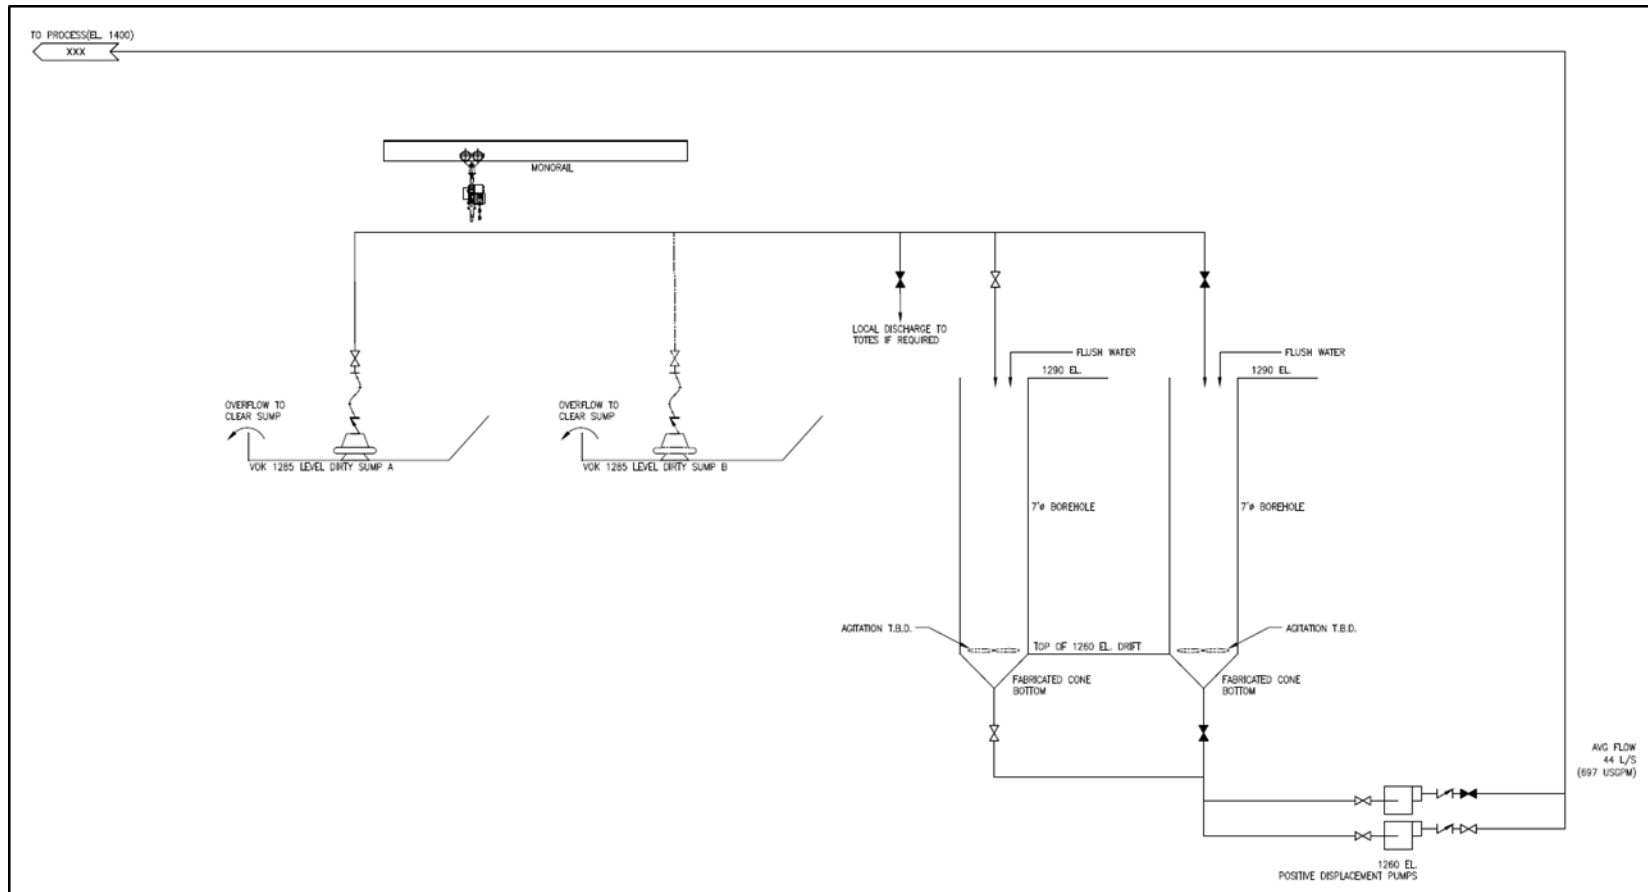 TO PROCESS(EL. 1400)
XXX
MONORAIL
LOCAL DISCHARGE TO
TOTES IF REQUIRED
FLUSH WATER
1290 EL.
FLUSH WATER
1290 EL.
OVERFLOW TO
CLEAR SUMP
VOK 1285 LEVEL DIRTY SUMP A
OVERFLOW TO
CLEAR SUMP
VOK 1285 LEVEL DIRTY SUMP B
7'ø BOREHOLE
7'ø BOREHOLE
AGITATION T.B.D.
TOP OF 1260 EL. DRIFT
AGITATION T.B.D.
FABRICATED CONE
BOTTOM
FABRICATED CONE
BOTTOM
AVG FLOW
44 L/S
(697 USGPM)
1260 EL.
POSITIVE DISPLACEMENT PUMPS